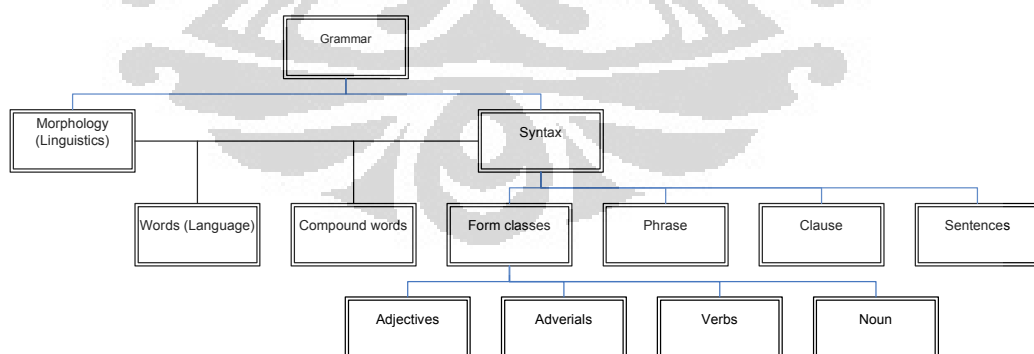 Grammar
Morphology
(Linguistics)
Syntax
Words (Language)
Compound words
Form classes
Phrase
Clause
Sentences
Adjectives
Adverials
Verbs
Noun